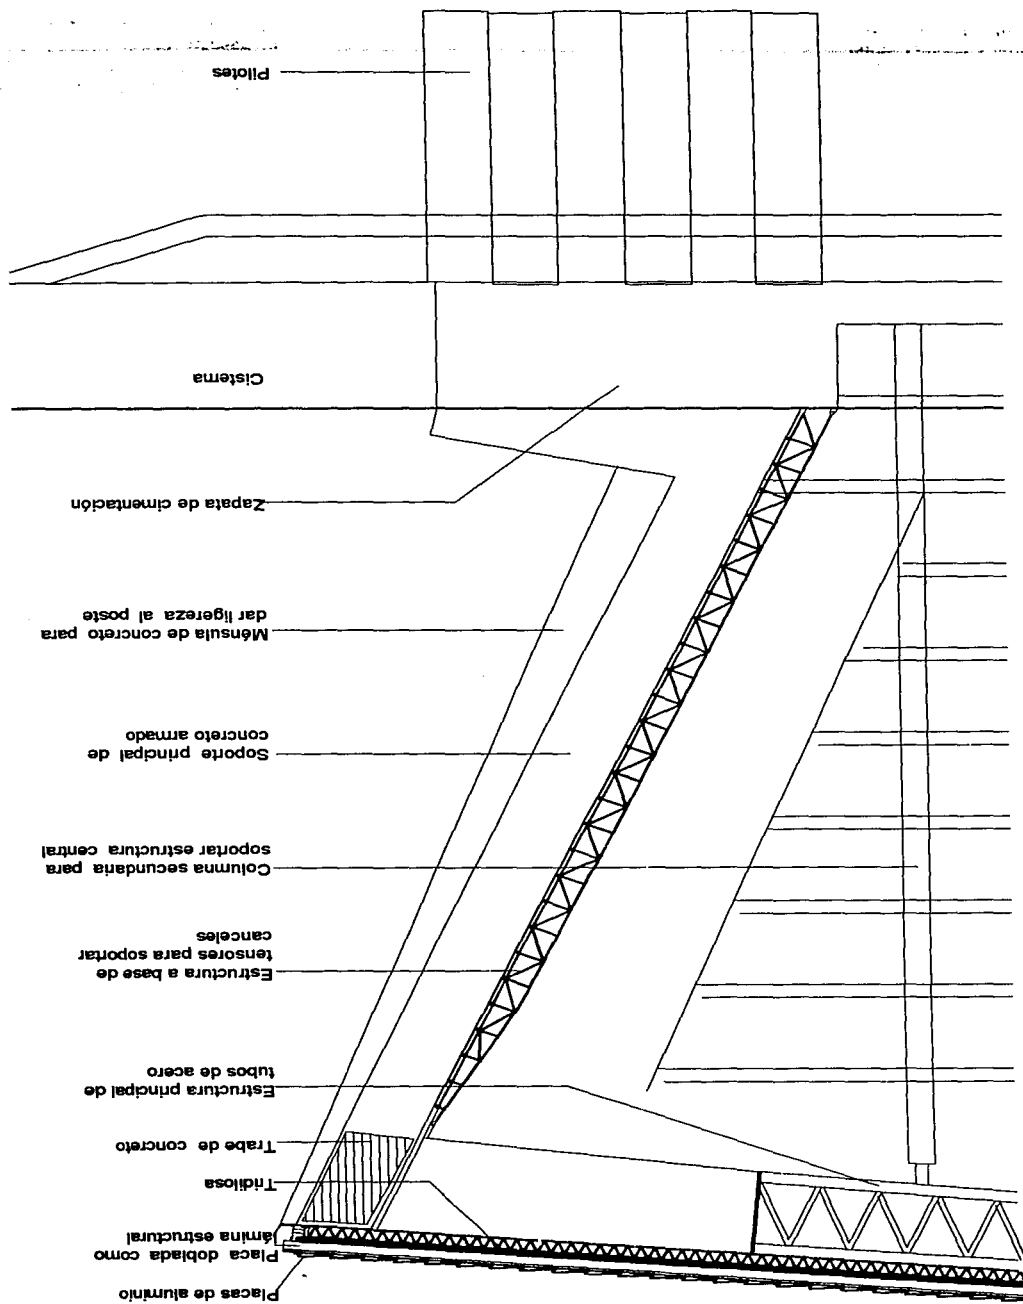 Placas de aluminio
Placa doblada como
lámina estructural
Tridilosa
Trabe de concreto
Estructura principal de
tubos de acero
Estructura a base de
tensores para soportar
canceles
Columna secundaria para
soportar estructura central
Soporte principal de
concreto armado
Ménsula de concreto para
dar ligereza al poste
Zapata de cimentación
Cisterna
Pilotes